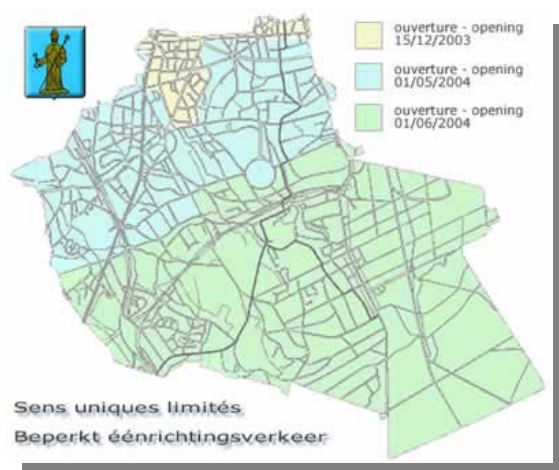 ouverture - opening
15/12/2003
ouverture - opening
01/05/2004
ouverture - opening
01/06/2004
Sens uniques limités
Beperkt éénrichtingsverkeer